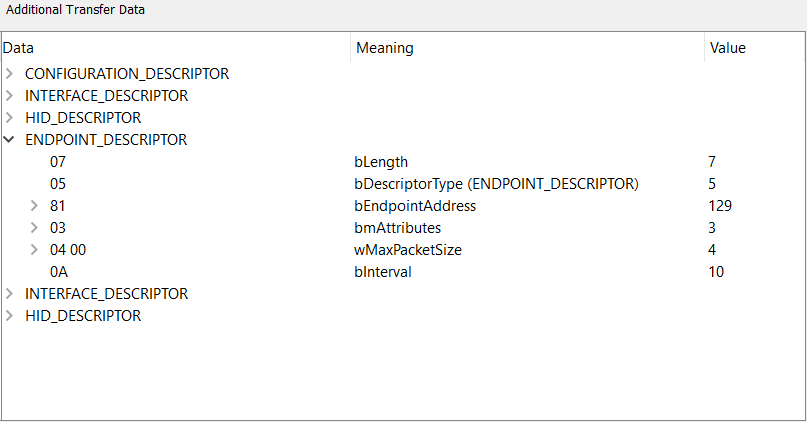 Additional Transfer Data
Data Meaning Value
CONFIGURATION_DESCRIPTOR
INTERFACE_DESCRIPTOR
HID_DESCRIPTOR
ENDPOINT_DESCRIPTOR
07 bLength 7
05 bDescriptorType (ENDPOINT_DESCRIPTOR) 5
81 bEndpointAddress 129
03 bmAttributes 3
04 00 wMaxPacketSize 4
0A bInterval 10
INTERFACE_DESCRIPTOR
HID_DESCRIPTOR